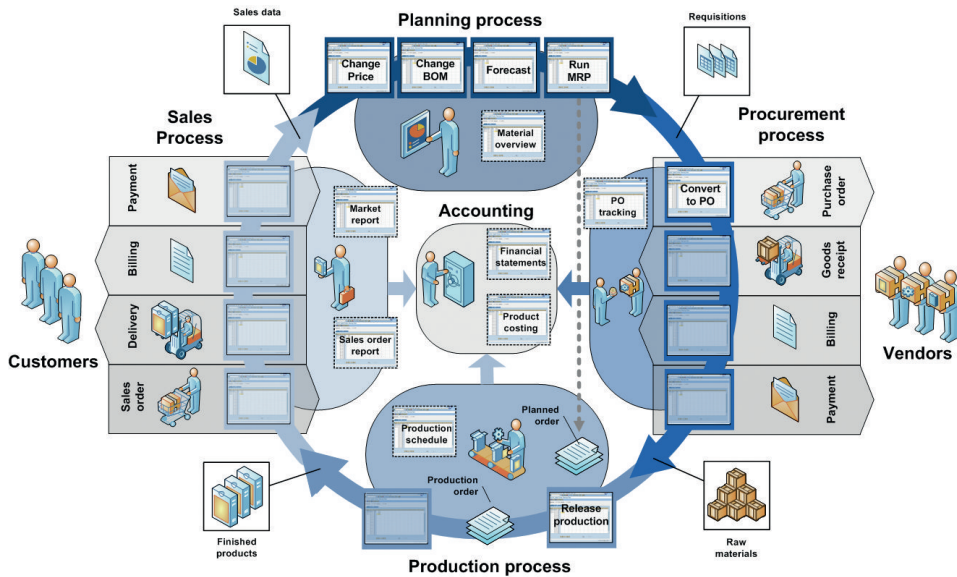 Sales data
Planning process
Requisitions
Change
Price
Change
BOM
Forecast
Run
MRP
Sales
Process
Procurement
process
Material
overview
Payment
Market
report
Accounting
PO
tracking
Convert
to PO
Purchase
order
Billing
Financial
statements
Goods
receipt
Customers
Delivery
Sales order
report
Product
costing
Billing
Vendors
Sales
order
Production
schedule
Planned
order
Payment
Production
order
Release
production
Finished
products
Raw
materials
Production process